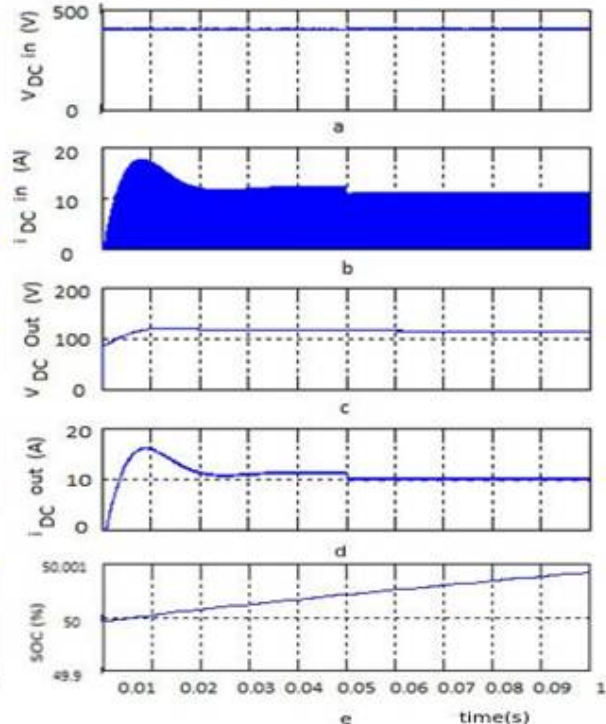 500
V DC in (V)
0
a
20
i DC in (A)
10
0
b
200
V DC Out (V)
100
0
c
20
i DC out (A)
10
0
d
50.001
SOC (%)
50
49.9
0.01 0.02 0.03 0.04 0.05 0.06 0.07 0.08 0.09 1
e time(s)